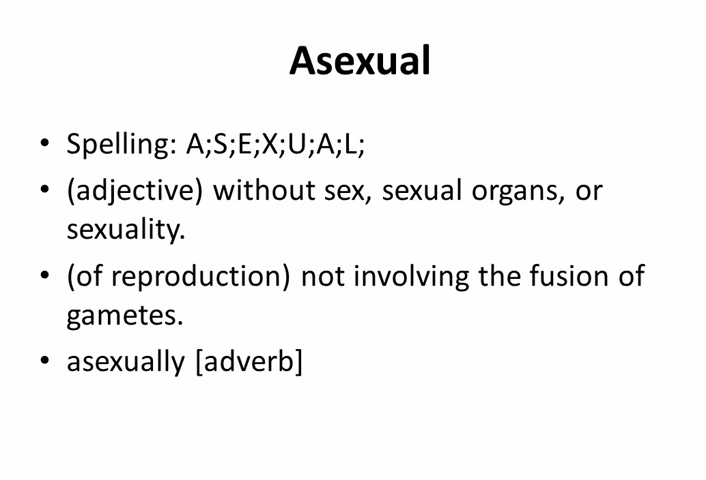 Asexual
• Spelling: A;S;E;X;U;A;L;
• (adjective) without sex, sexual organs, or
sexuality.
• (of reproduction) not involving the fusion of
gametes.
• asexually [adverb]